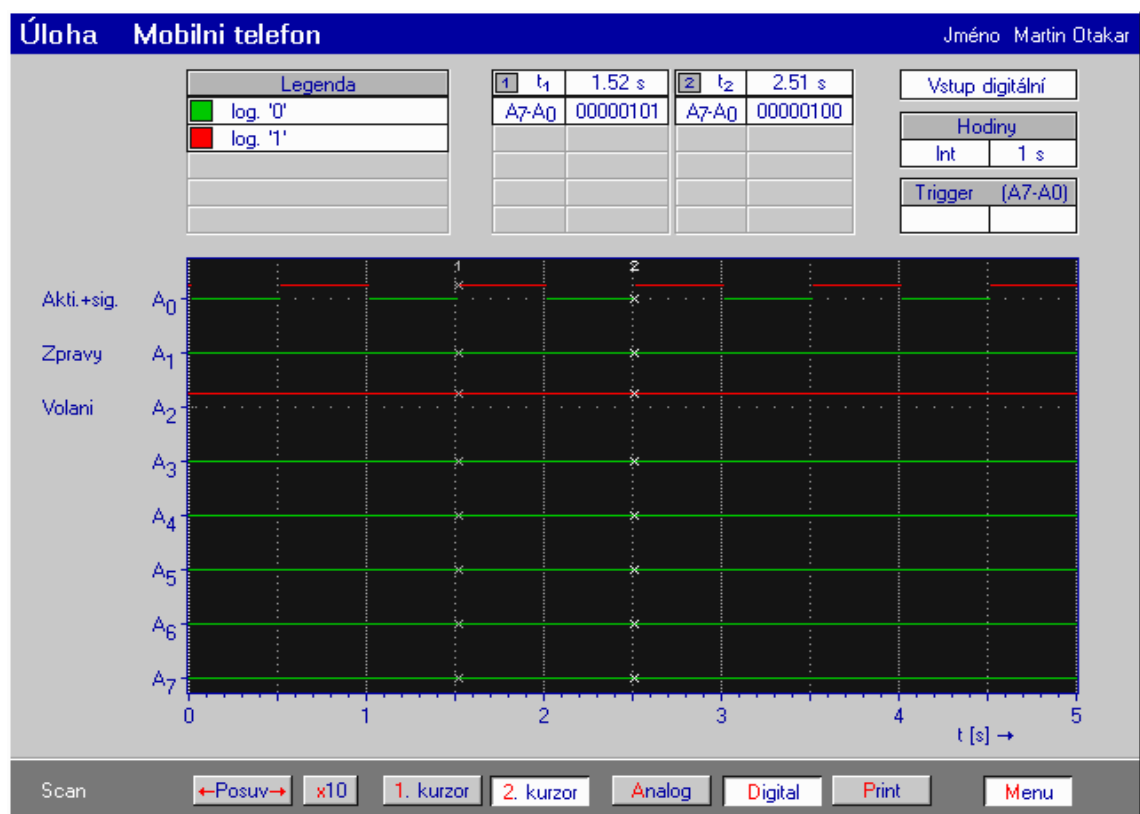 Úloha Mobilni telefon Jméno Martin Otakar
Legenda
log. '0'
log. '1'
1 t1 1.52 s 2 t2 2.51 s
A7-A0 00000101 A7-A0 00000100
Vstup digitální
Hodiny
Int 1 s
Trigger (A7-A0)
1 2
Akti.+sig. A0
Zpravy A1
Volani A2
A3
A4
A5
A6
A7
0 1 2 3 4 5
t [s] →
Scan ←Posuv→ x10 1. kurzor 2. kurzor Analog Digital Print Menu